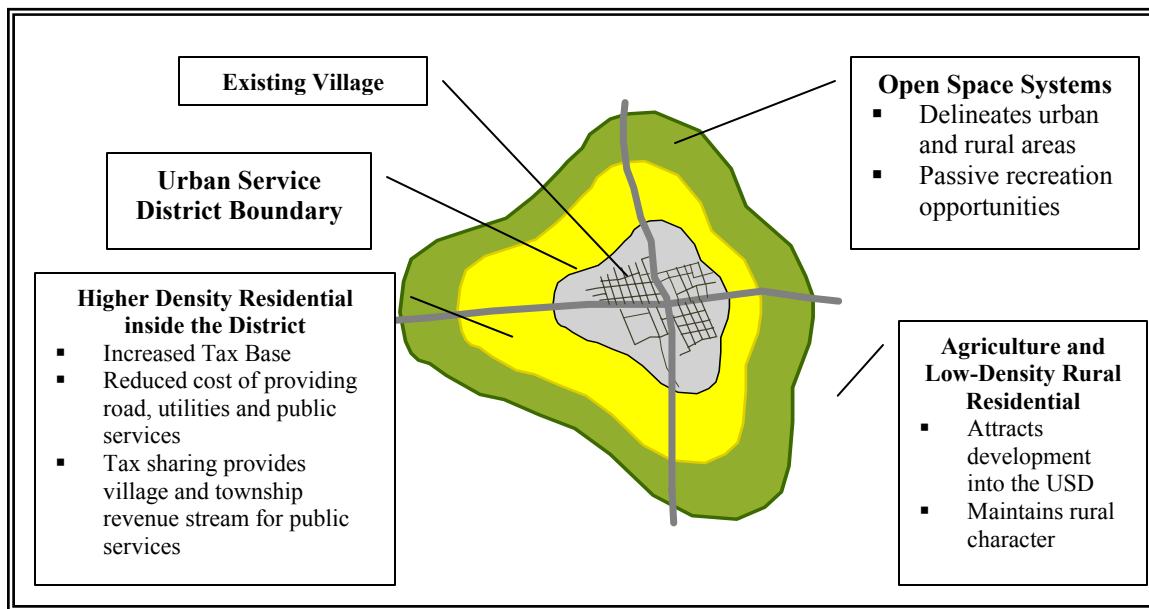 Existing Village
Urban Service
District Boundary
Higher Density Residential
inside the District
▪ Increased Tax Base
▪ Reduced cost of providing
road, utilities and public
services
▪ Tax sharing provides
village and township
revenue stream for public
services
Open Space Systems
▪ Delineates urban
and rural areas
▪ Passive recreation
opportunities
Agriculture and
Low-Density Rural
Residential
▪ Attracts
development
into the USD
▪ Maintains rural
character